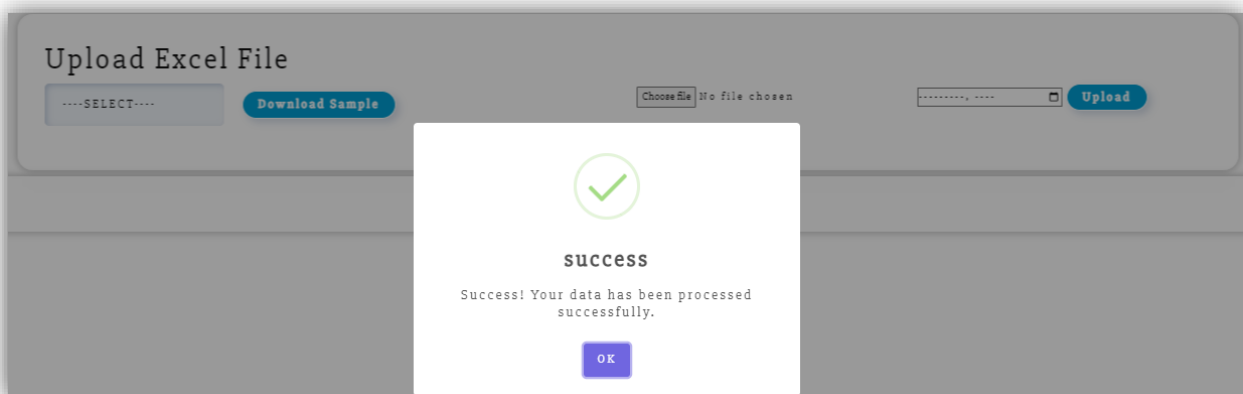 Upload Excel File
----SELECT----
Download Sample
Choose file No file chosen
---------, ----
Upload
success
Success! Your data has been processed
successfully.
OK